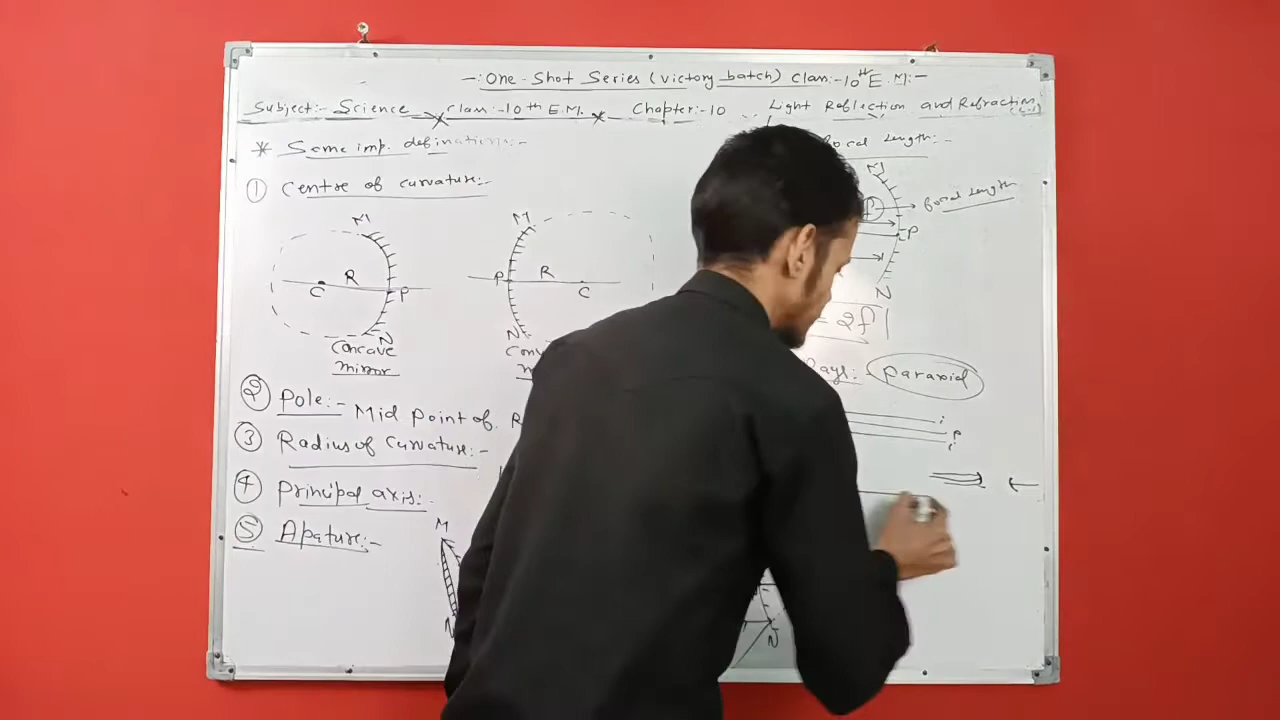 -: One-Shot Series (victory batch) Class:-10th E.M:-
Subject:- Science Class:-10th E.M. Chapter:-10 Light Reflection and Refraction (L-1)
* Some imp. definations:-
① Centre of curvature:-
M
R
C
P
N
Concave
mirror
M
P
R
C
N
② Pole:- Mid point of
③ Radius of curvature:-
④ Principal axis:-
⑤ Apature:-
M
N
focal length:-
M
f
focal length
P
N
= 2f
Rays: Paraxial
i
P
i
N